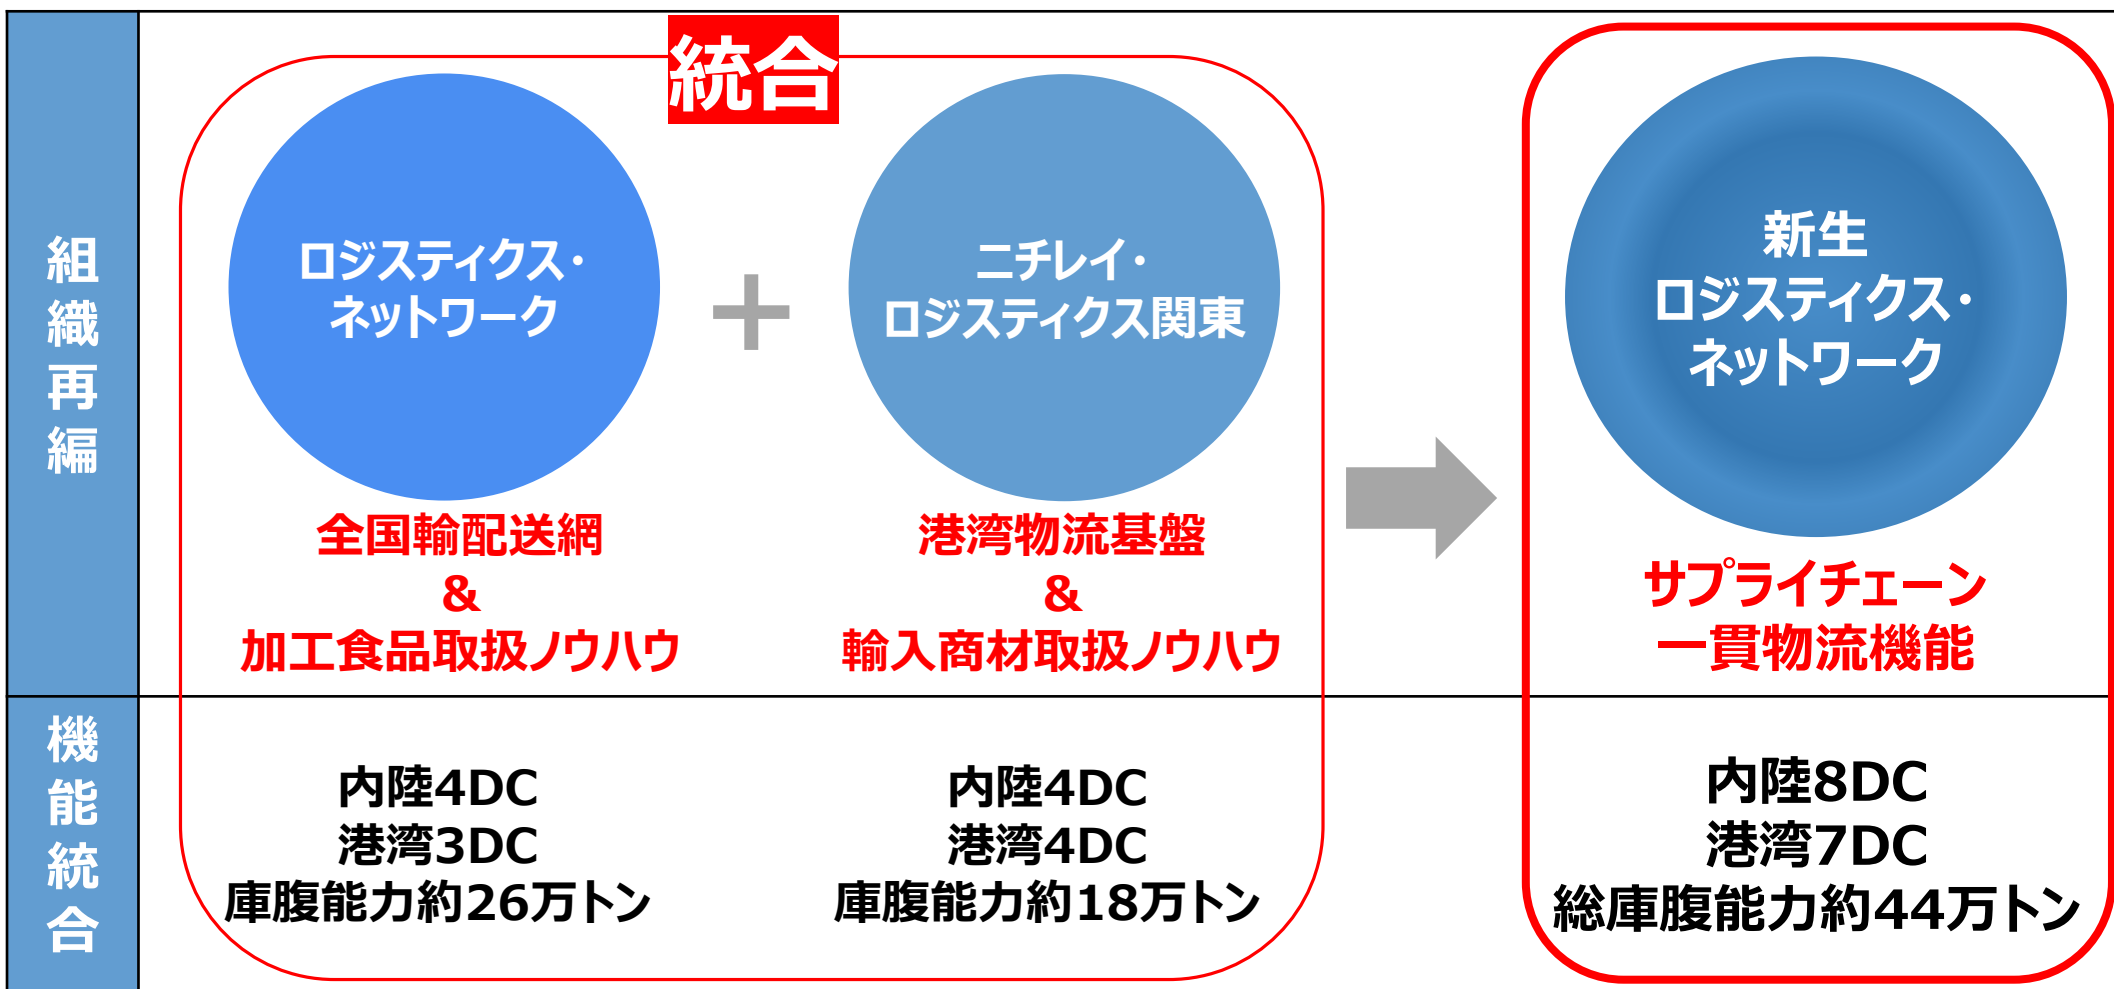 統合
組織再編
ロジスティクス・
ネットワーク
＋
ニチレイ・
ロジスティクス関東
新生
ロジスティクス・
ネットワーク
全国輸配送網
&
加工食品取扱ノウハウ
港湾物流基盤
&
輸入商材取扱ノウハウ
サプライチェーン
一貫物流機能
機能統合
内陸4DC
港湾3DC
庫腹能力約26万トン
内陸4DC
港湾4DC
庫腹能力約18万トン
内陸8DC
港湾7DC
総庫腹能力約44万トン